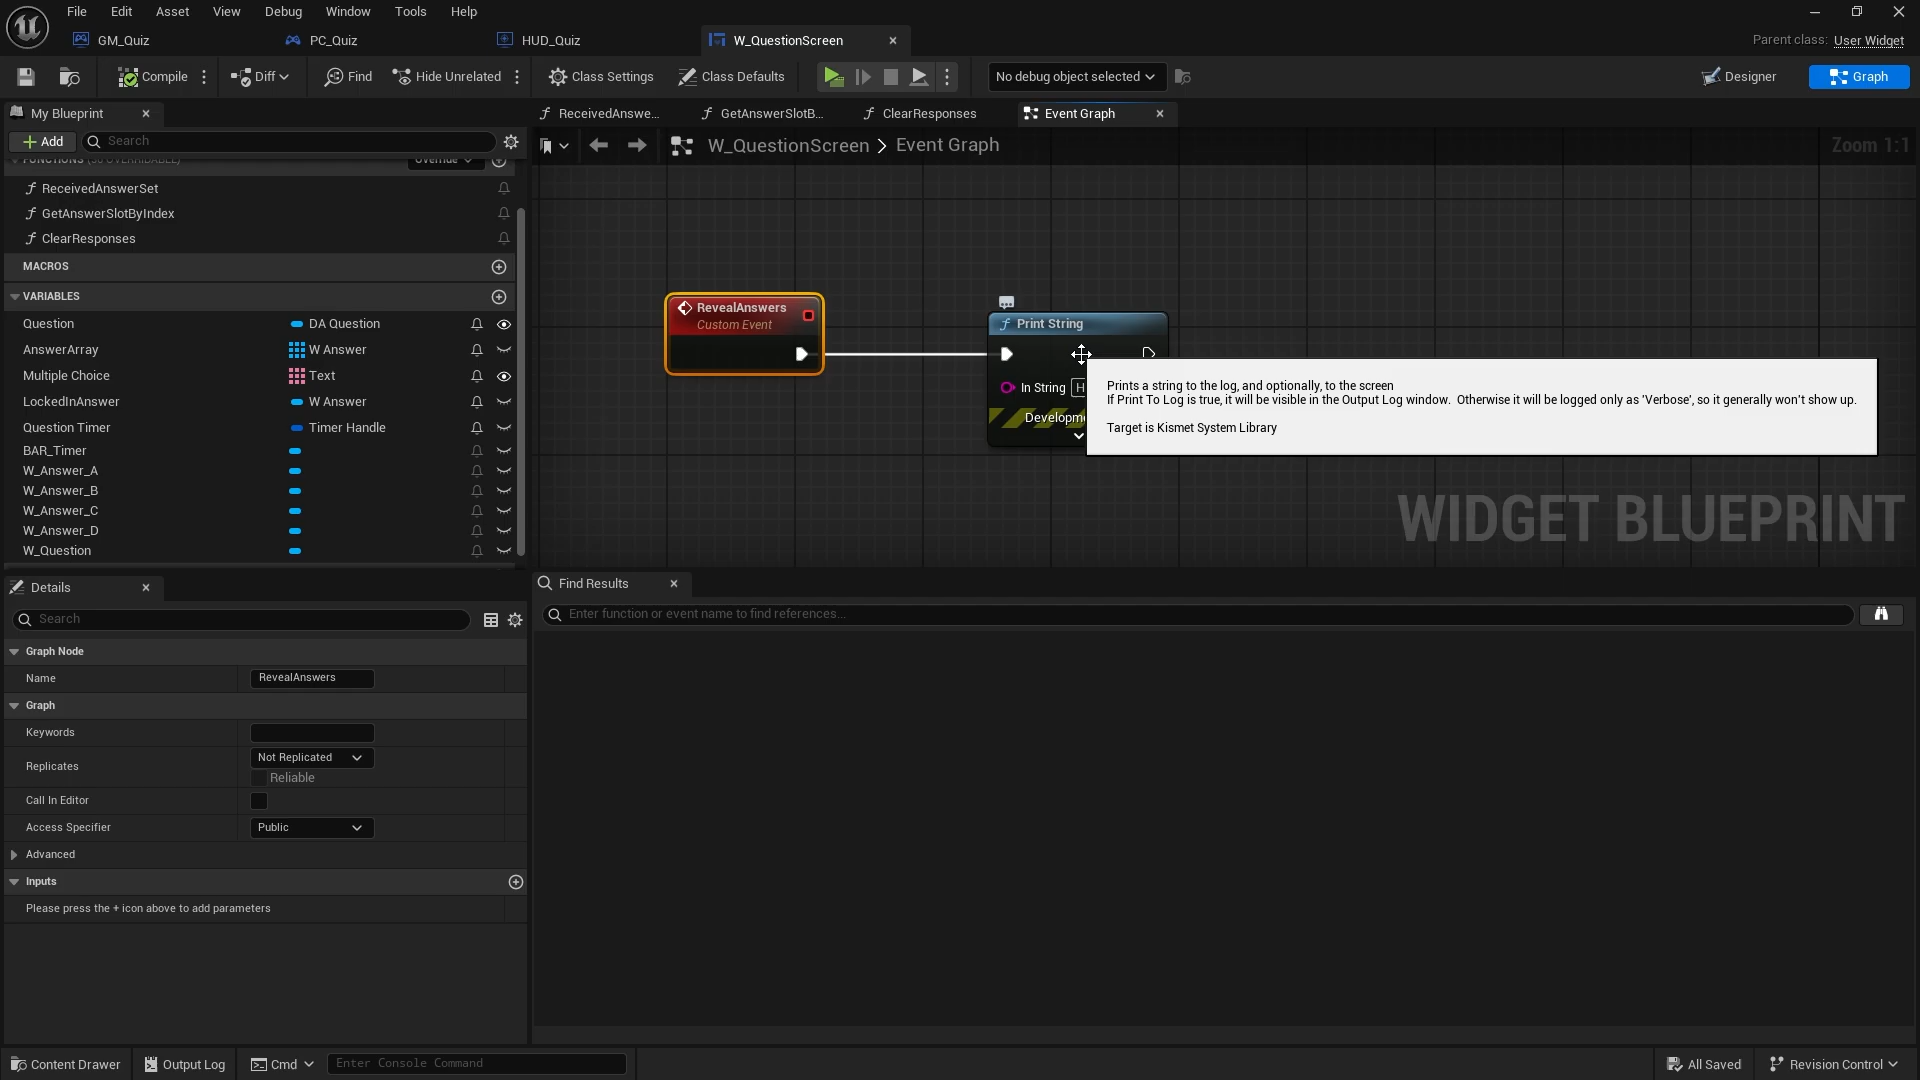 File Edit Asset View Debug Window Tools Help
GM_Quiz PC_Quiz HUD_Quiz W_QuestionScreen
Parent class: User Widget
Compile Diff Find Hide Unrelated Class Settings Class Defaults No debug object selected Designer Graph
My Blueprint
ReceivedAnswe... GetAnswerSlotB... ClearResponses Event Graph
Add Search
W_QuestionScreen > Event Graph Zoom 1:1
ReceivedAnswerSet
GetAnswerSlotByIndex
ClearResponses
MACROS
VARIABLES
Question DA Question
AnswerArray W Answer
Multiple Choice Text
LockedInAnswer W Answer
Question Timer Timer Handle
BAR_Timer
W_Answer_A
W_Answer_B
W_Answer_C
W_Answer_D
W_Question
RevealAnswers
Custom Event
Print String
In String H
Developme
Prints a string to the log, and optionally, to the screen
If Print To Log is true, it will be visible in the Output Log window. Otherwise it will be logged only as 'Verbose', so it generally won't show up.
Target is Kismet System Library
WIDGET BLUEPRINT
Details
Search
Graph Node
Name RevealAnswers
Graph
Keywords
Replicates Not Replicated
Reliable
Call In Editor
Access Specifier Public
Advanced
Inputs
Please press the + icon above to add parameters
Find Results
Enter function or event name to find references...
Content Drawer Output Log Cmd Enter Console Command All Saved Revision Control